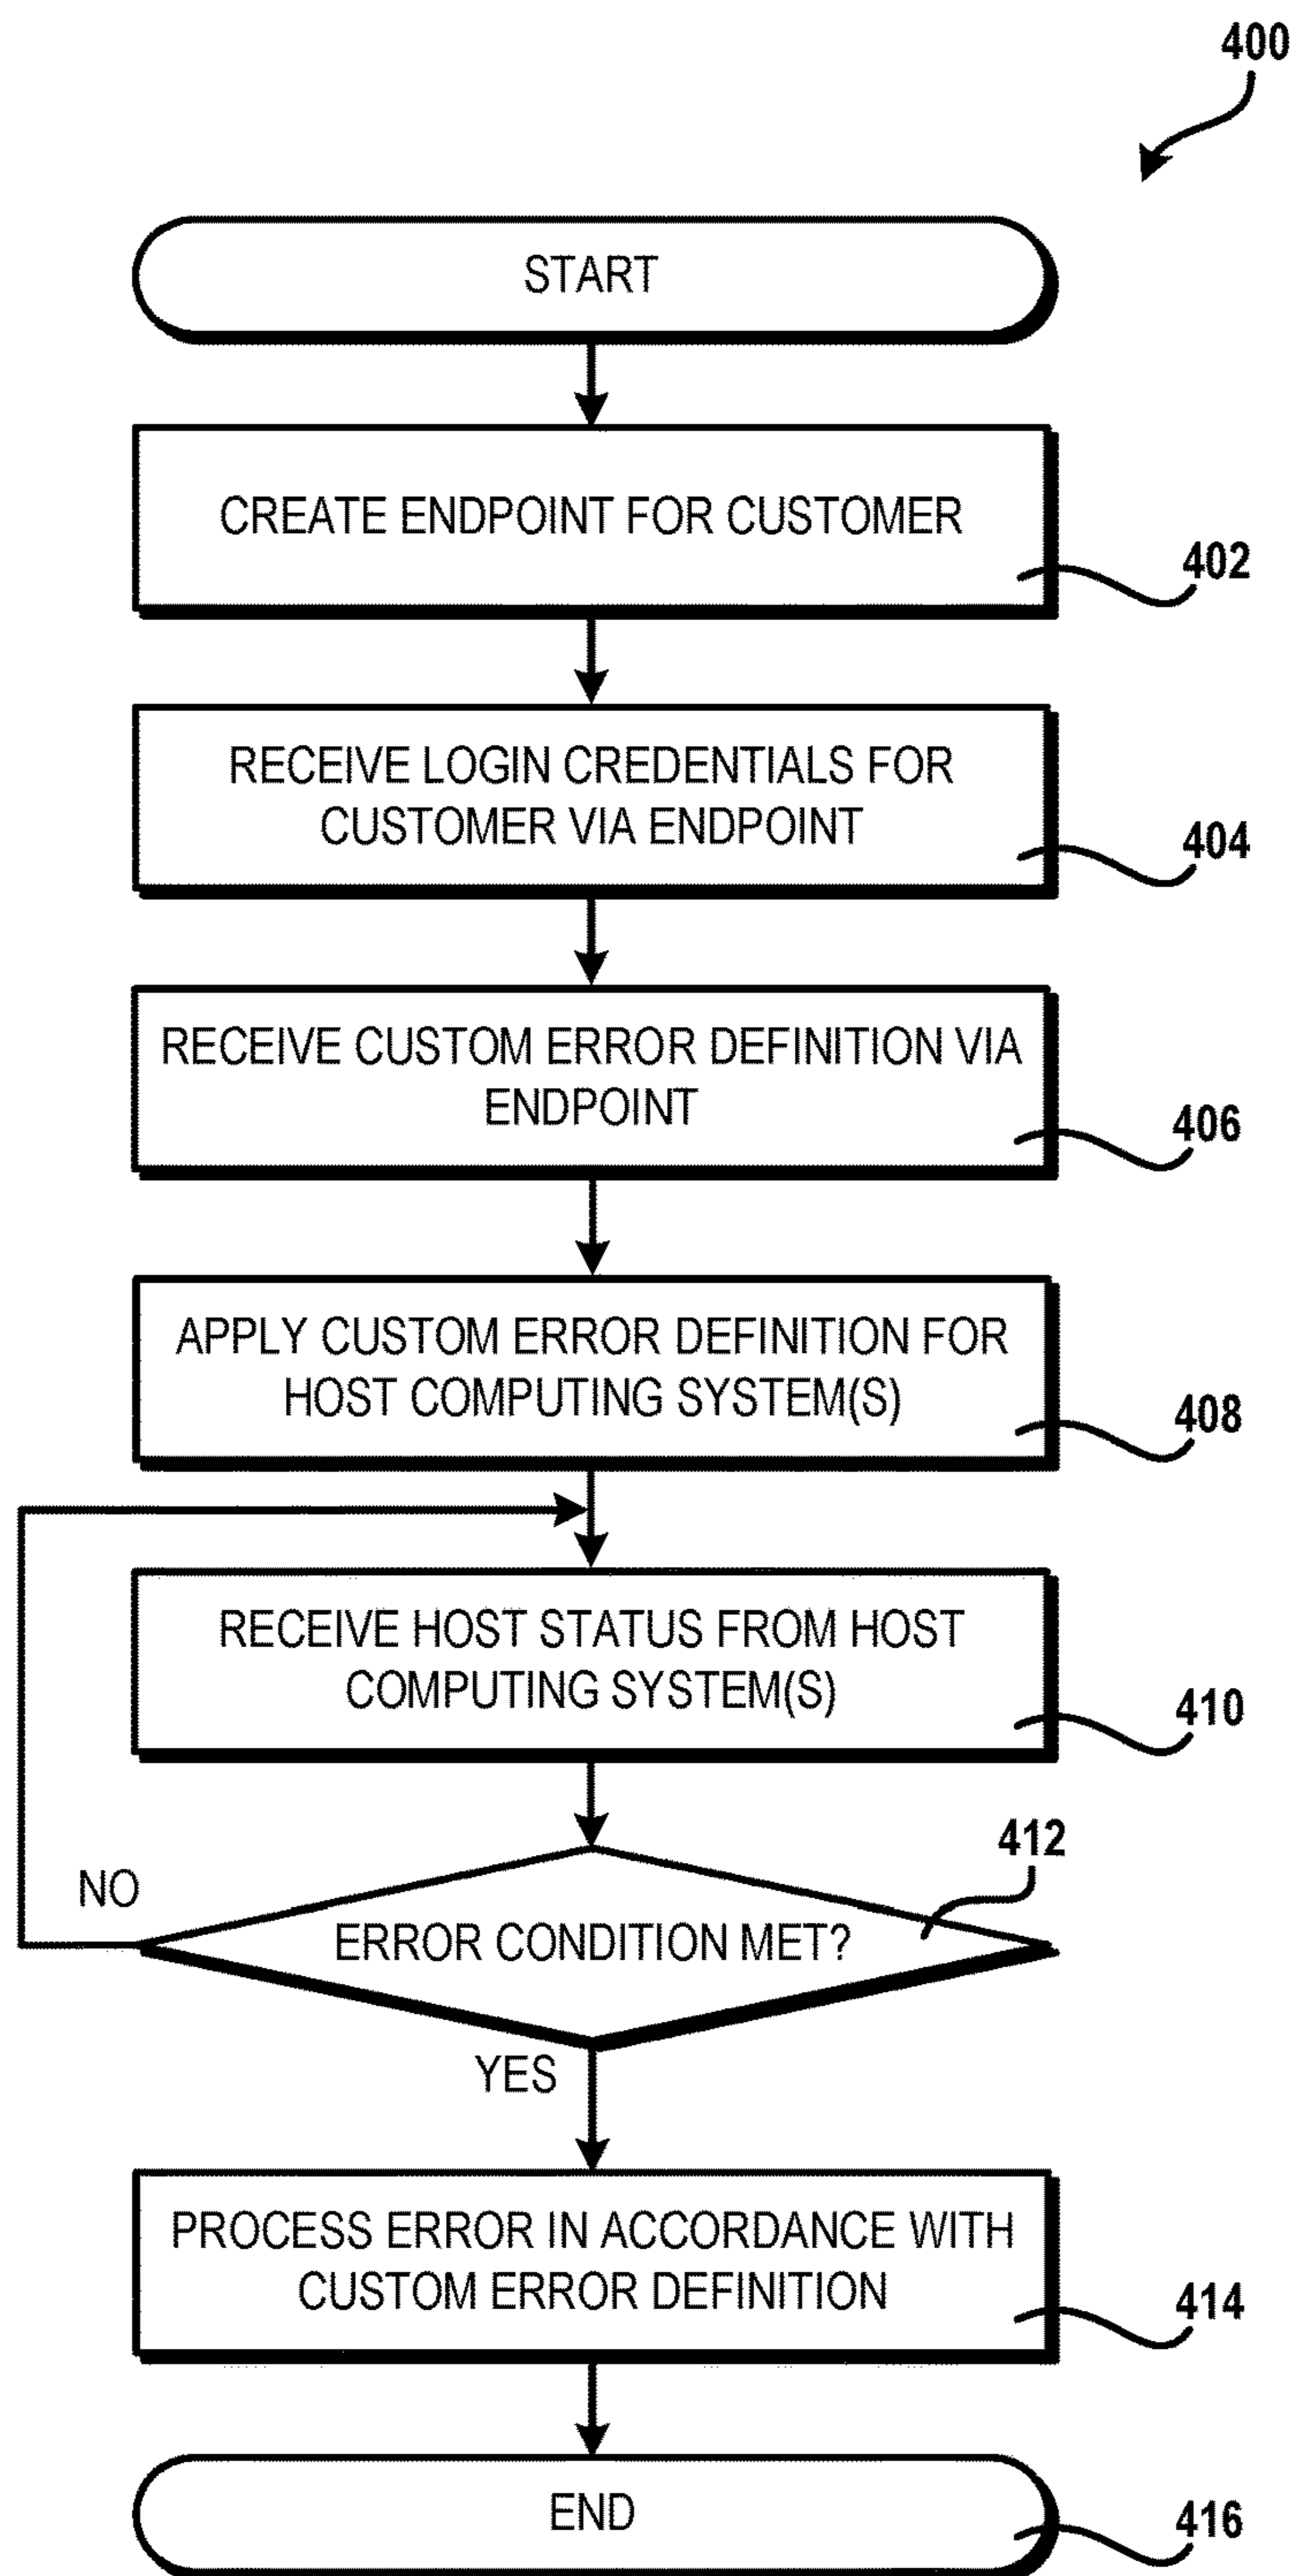 400
START
CREATE ENDPOINT FOR CUSTOMER
402
RECEIVE LOGIN CREDENTIALS FOR
CUSTOMER VIA ENDPOINT
404
RECEIVE CUSTOM ERROR DEFINITION VIA
ENDPOINT
406
APPLY CUSTOM ERROR DEFINITION FOR
HOST COMPUTING SYSTEM(S)
408
RECEIVE HOST STATUS FROM HOST
COMPUTING SYSTEM(S)
410
412
NO
ERROR CONDITION MET?
YES
PROCESS ERROR IN ACCORDANCE WITH
CUSTOM ERROR DEFINITION
414
END
416